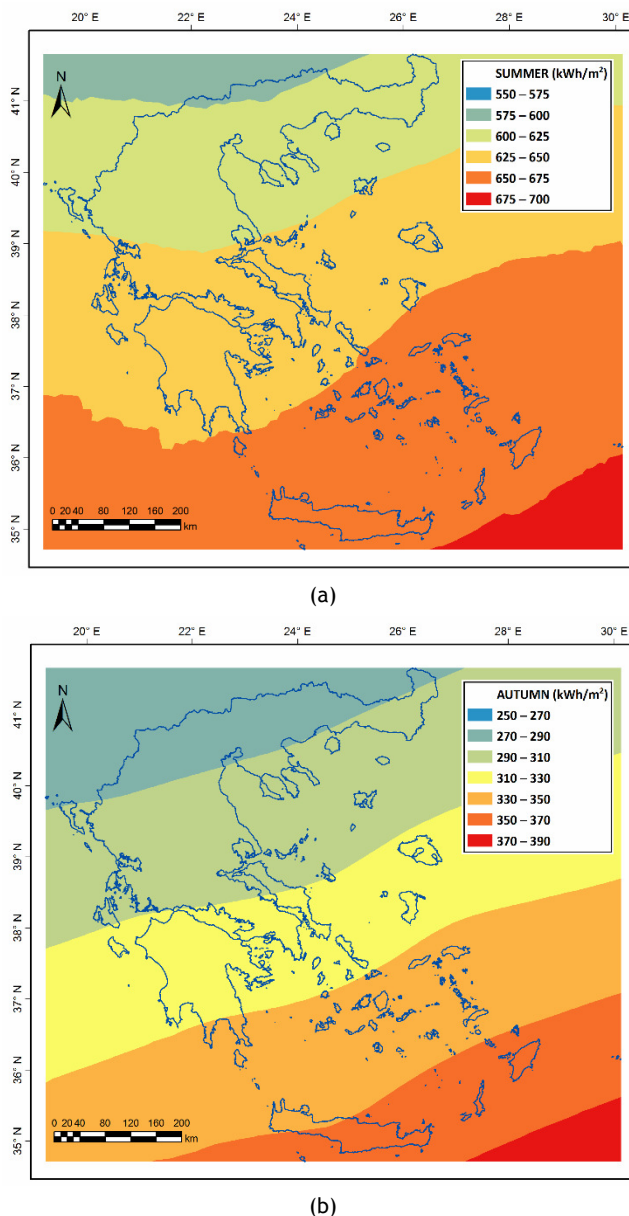 20° E 22° E 24° E 26° E 28° E 30° E
N
SUMMER (kWh/m²)
550 – 575
575 – 600
600 – 625
625 – 650
650 – 675
675 – 700
41° N
40° N
39° N
38° N
37° N
36° N
35° N
0 20 40 80 120 160 200
km
(a)
20° E 22° E 24° E 26° E 28° E 30° E
N
AUTUMN (kWh/m²)
250 – 270
270 – 290
290 – 310
310 – 330
330 – 350
350 – 370
370 – 390
41° N
40° N
39° N
38° N
37° N
36° N
35° N
0 20 40 80 120 160 200
km
(b)